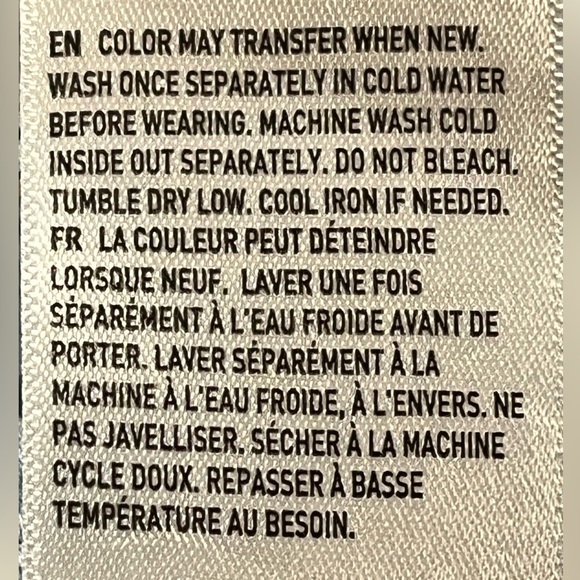 EN COLOR MAY TRANSFER WHEN NEW.
WASH ONCE SEPARATELY IN COLD WATER
BEFORE WEARING. MACHINE WASH COLD
INSIDE OUT SEPARATELY. DO NOT BLEACH.
TUMBLE DRY LOW. COOL IRON IF NEEDED.
FR LA COULEUR PEUT DÉTEINDRE
LORSQUE NEUF. LAVER UNE FOIS
SÉPARÉMENT À L'EAU FROIDE AVANT DE
PORTER. LAVER SÉPARÉMENT À LA
MACHINE À L'EAU FROIDE, À L'ENVERS. NE
PAS JAVELLISER. SÉCHER À LA MACHINE
CYCLE DOUX. REPASSER À BASSE
TEMPÉRATURE AU BESOIN.